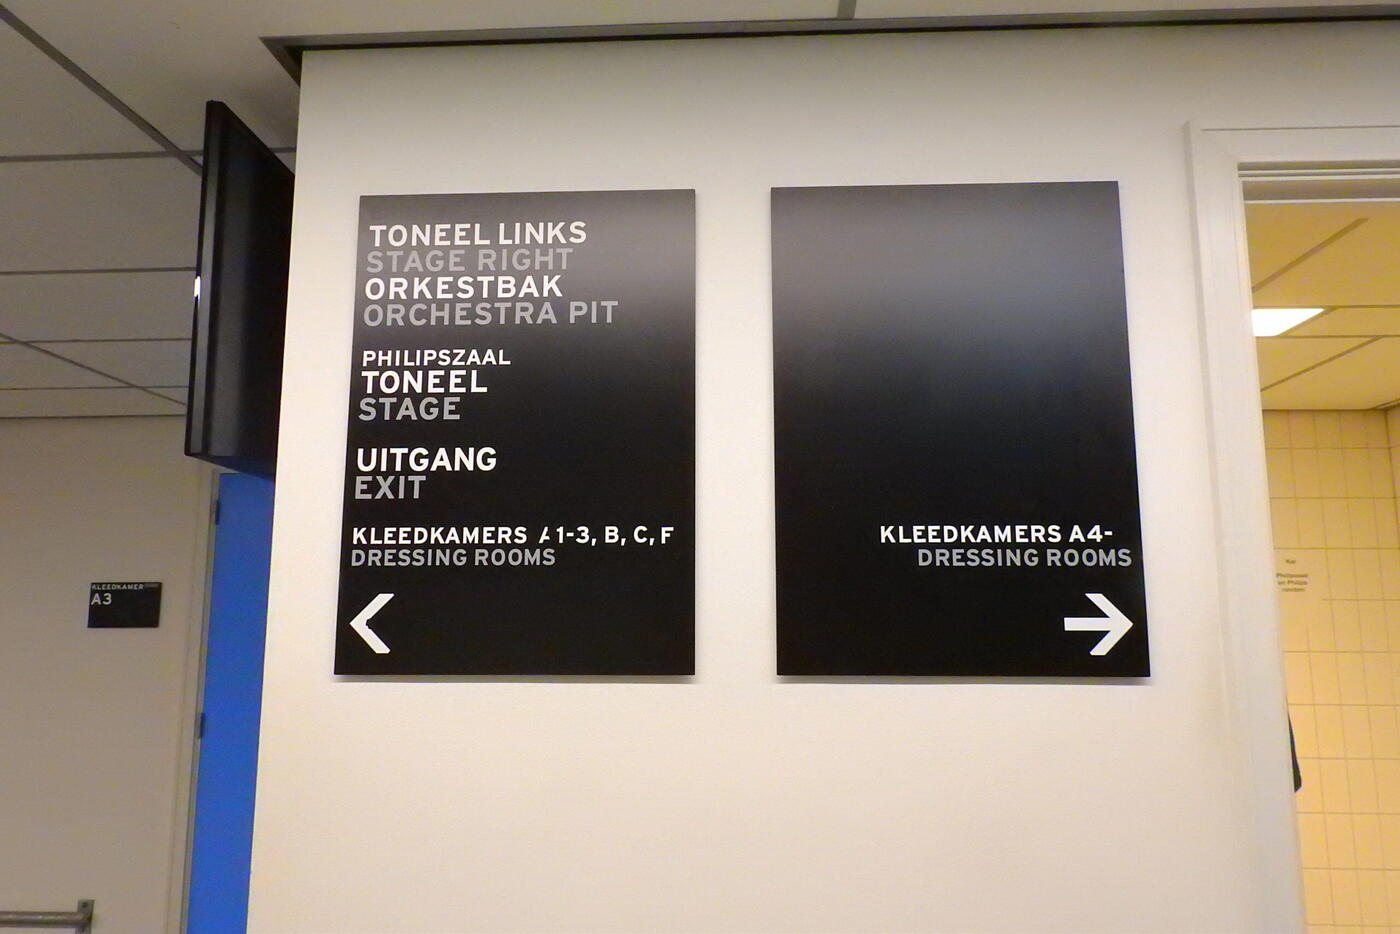 TONEEL LINKS
STAGE RIGHT
ORKESTBAK
ORCHESTRA PIT
PHILIPSZAAL
TONEEL
STAGE
UITGANG
EXIT
KLEEDKAMERS A1-3, B, C, F
DRESSING ROOMS
KLEEDKAMERS A4-
DRESSING ROOMS
KLEEDKAMER
A3